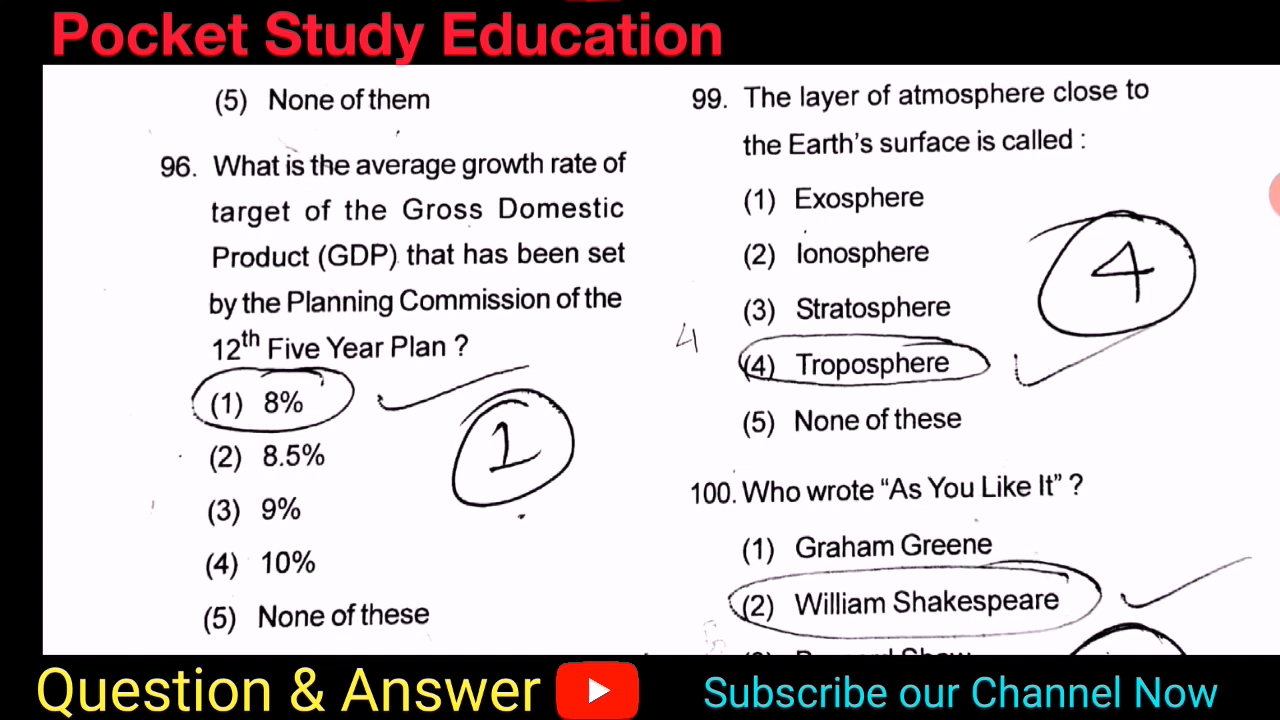 Pocket Study Education
(5) None of them
96. What is the average growth rate of
target of the Gross Domestic
Product (GDP) that has been set
by the Planning Commission of the
12th Five Year Plan ?
(1) 8%
(2) 8.5%
(3) 9%
(4) 10%
(5) None of these
1
99. The layer of atmosphere close to
the Earth's surface is called :
(1) Exosphere
(2) Ionosphere
(3) Stratosphere
(4) Troposphere
(5) None of these
4
4
100. Who wrote “As You Like It” ?
(1) Graham Greene
(2) William Shakespeare
Question & Answer
Subscribe our Channel Now